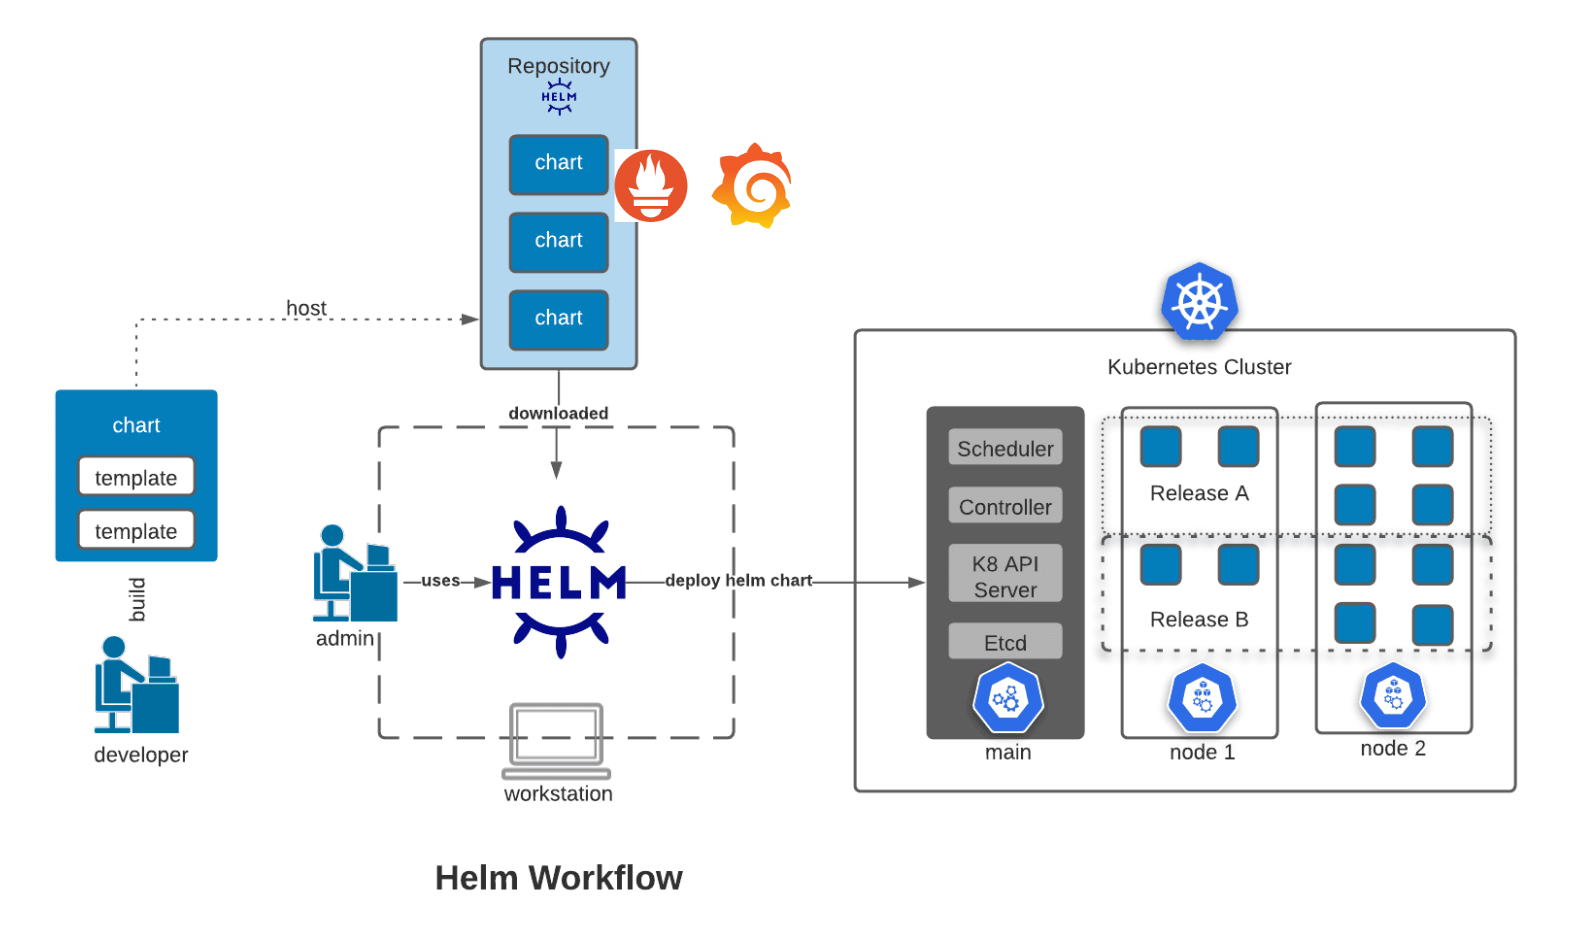 Repository
HELM
chart
chart
chart
host
chart
template
template
build
developer
downloaded
admin
uses
HELM
deploy helm chart
workstation
Kubernetes Cluster
Scheduler
Controller
K8 API
Server
Etcd
main
Release A
Release B
node 1
node 2
Helm Workflow